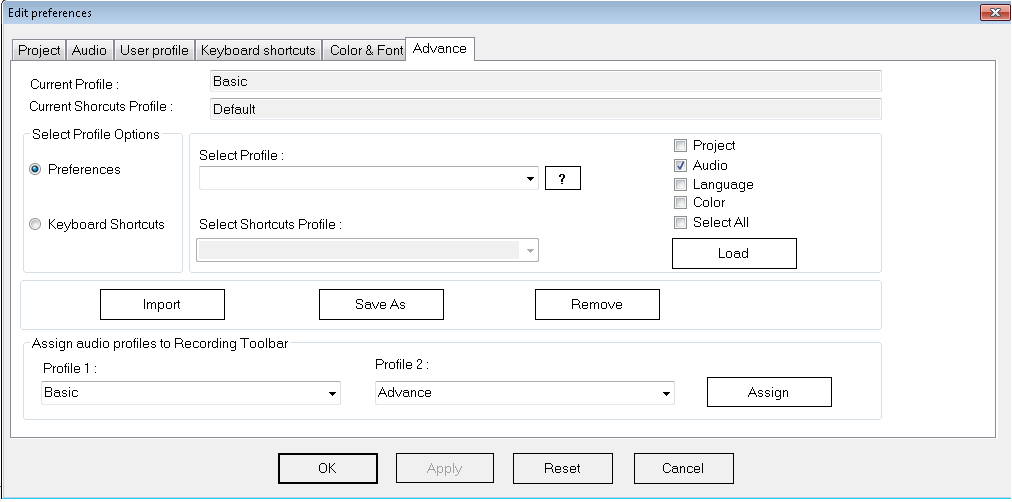 Edit preferences
Project Audio User profile Keyboard shortcuts Color & Font Advance
Current Profile : Basic
Current Shorcuts Profile : Default
Select Profile Options
Preferences
Keyboard Shortcuts
Select Profile :
?
Select Shortcuts Profile :
Project
Audio
Language
Color
Select All
Load
Import Save As Remove
Assign audio profiles to Recording Toolbar
Profile 1 : Profile 2 :
Basic Advance Assign
OK Apply Reset Cancel